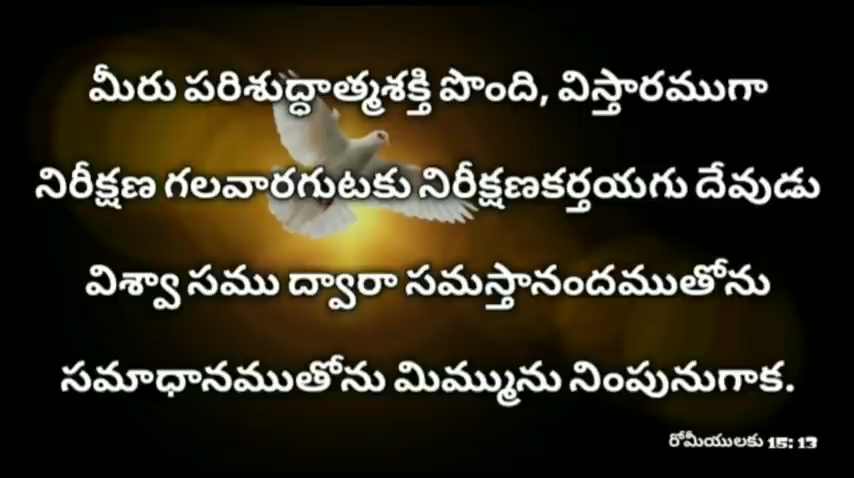 మీరు పరిశుద్ధాత్మశక్తి పొంది, విస్తారముగా
నిరీక్షణ గలవారగుటకు నిరీక్షణకర్తయగు దేవుడు
విశ్వా సము ద్వారా సమస్తానందముతోను
సమాధానముతోను మిమ్మును నింపునుగాక.
రోమీయులకు 15: 13